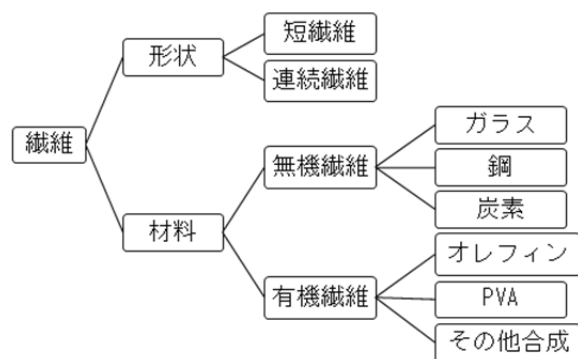 繊維
形状
短繊維
連続繊維
材料
無機繊維
ガラス
鋼
炭素
有機繊維
オレフィン
PVA
その他合成